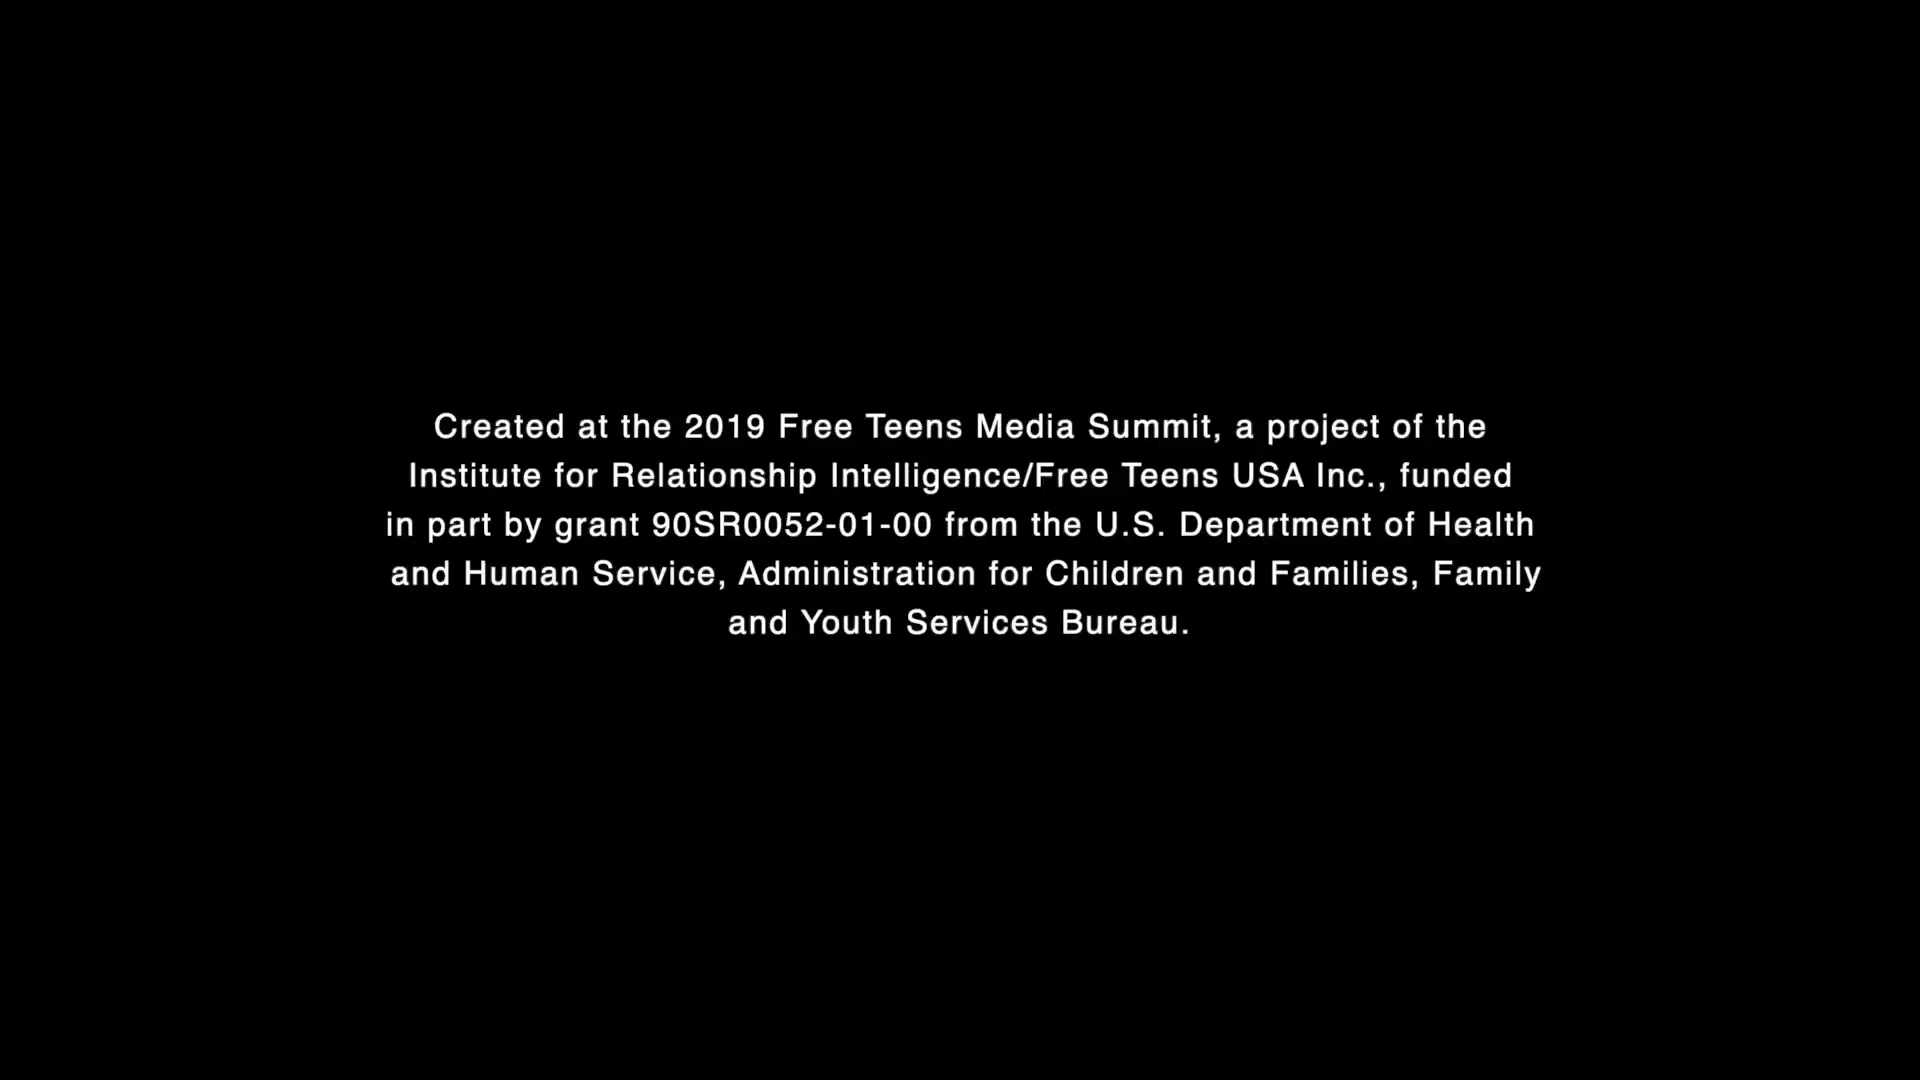 Created at the 2019 Free Teens Media Summit, a project of the
Institute for Relationship Intelligence/Free Teens USA Inc., funded
in part by grant 90SR0052-01-00 from the U.S. Department of Health
and Human Service, Administration for Children and Families, Family
and Youth Services Bureau.